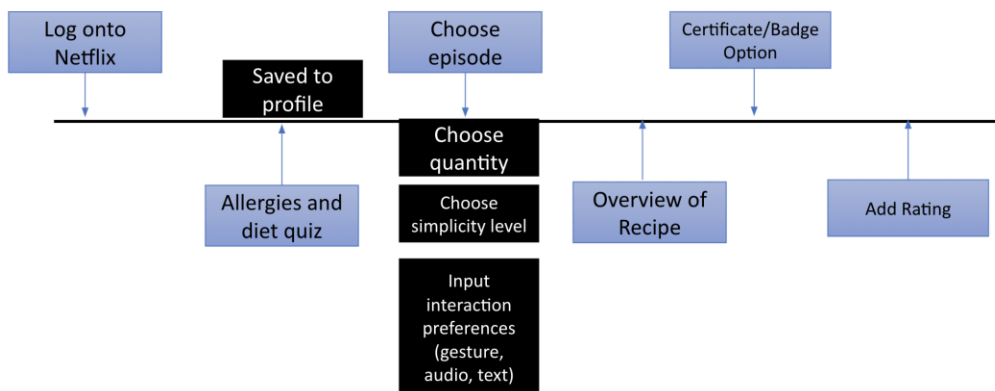 Log onto
Netflix
Saved to
profile
Allergies and
diet quiz
Choose
episode
Choose
quantity
Choose
simplicity level
Input
interaction
preferences
(gesture,
audio, text)
Overview of
Recipe
Certificate/Badge
Option
Add Rating